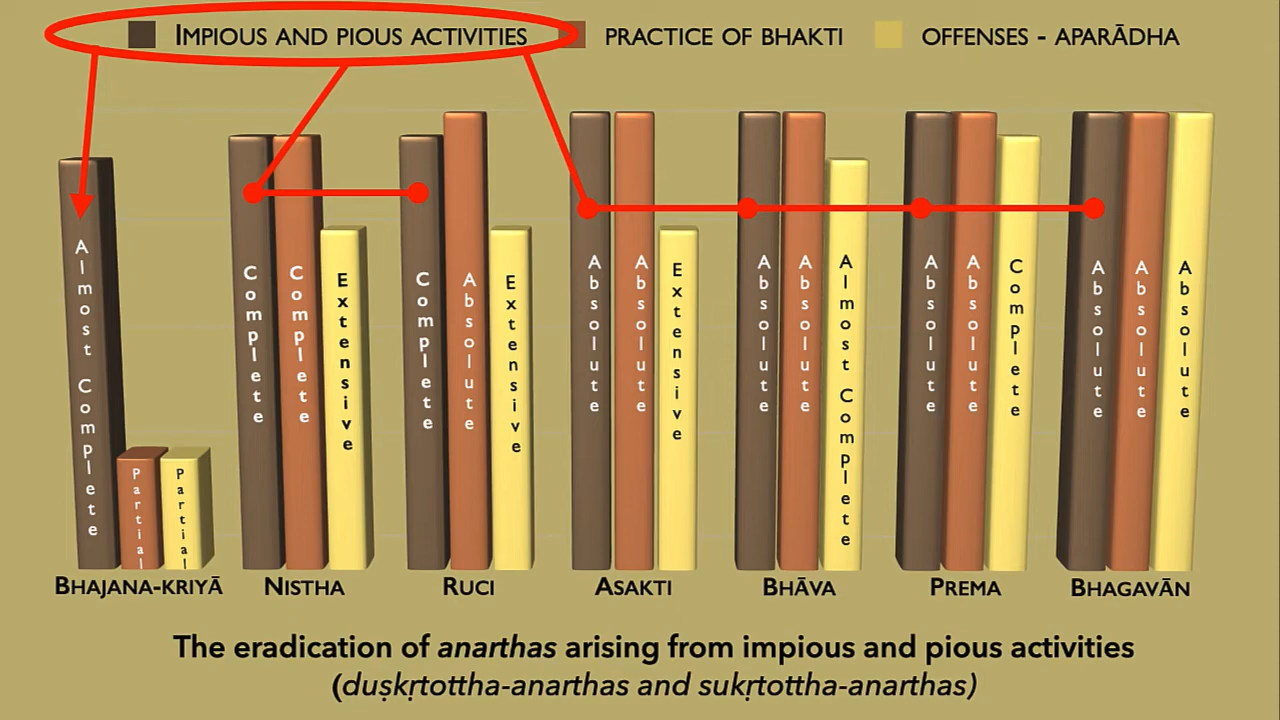 IMPIOUS AND PIOUS ACTIVITIES
PRACTICE OF BHAKTI
OFFENSES - APARĀDHA
Almost Complete
Partial
Partial
Complete
Complete
Extensive
Complete
Absolute
Extensive
Absolute
Absolute
Extensive
Absolute
Absolute
Almost Complete
Absolute
Absolute
Complete
Absolute
Absolute
Absolute
BHAJANA-KRIYĀ
NISTHA
RUCI
ASAKTI
BHĀVA
PREMA
BHAGAVĀN
The eradication of anarthas arising from impious and pious activities
(duṣkṛtottha-anarthas and sukṛtottha-anarthas)